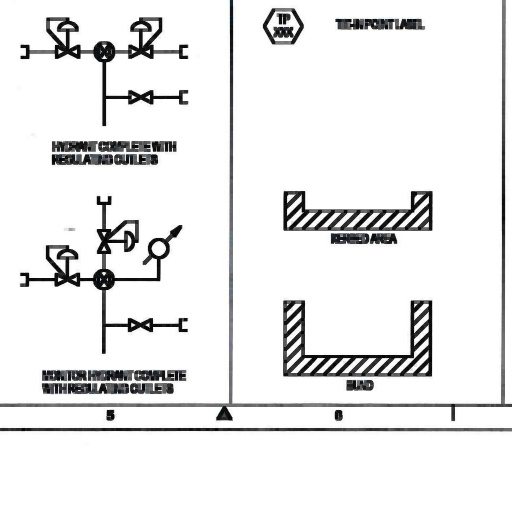 TP
XXX
TIE-IN POINT LABEL
HYDRANT COMPLETE WITH
REGULATING OUTLETS
KERBED AREA
MONITOR HYDRANT COMPLETE
WITH REGULATING OUTLETS
BUND
5
6